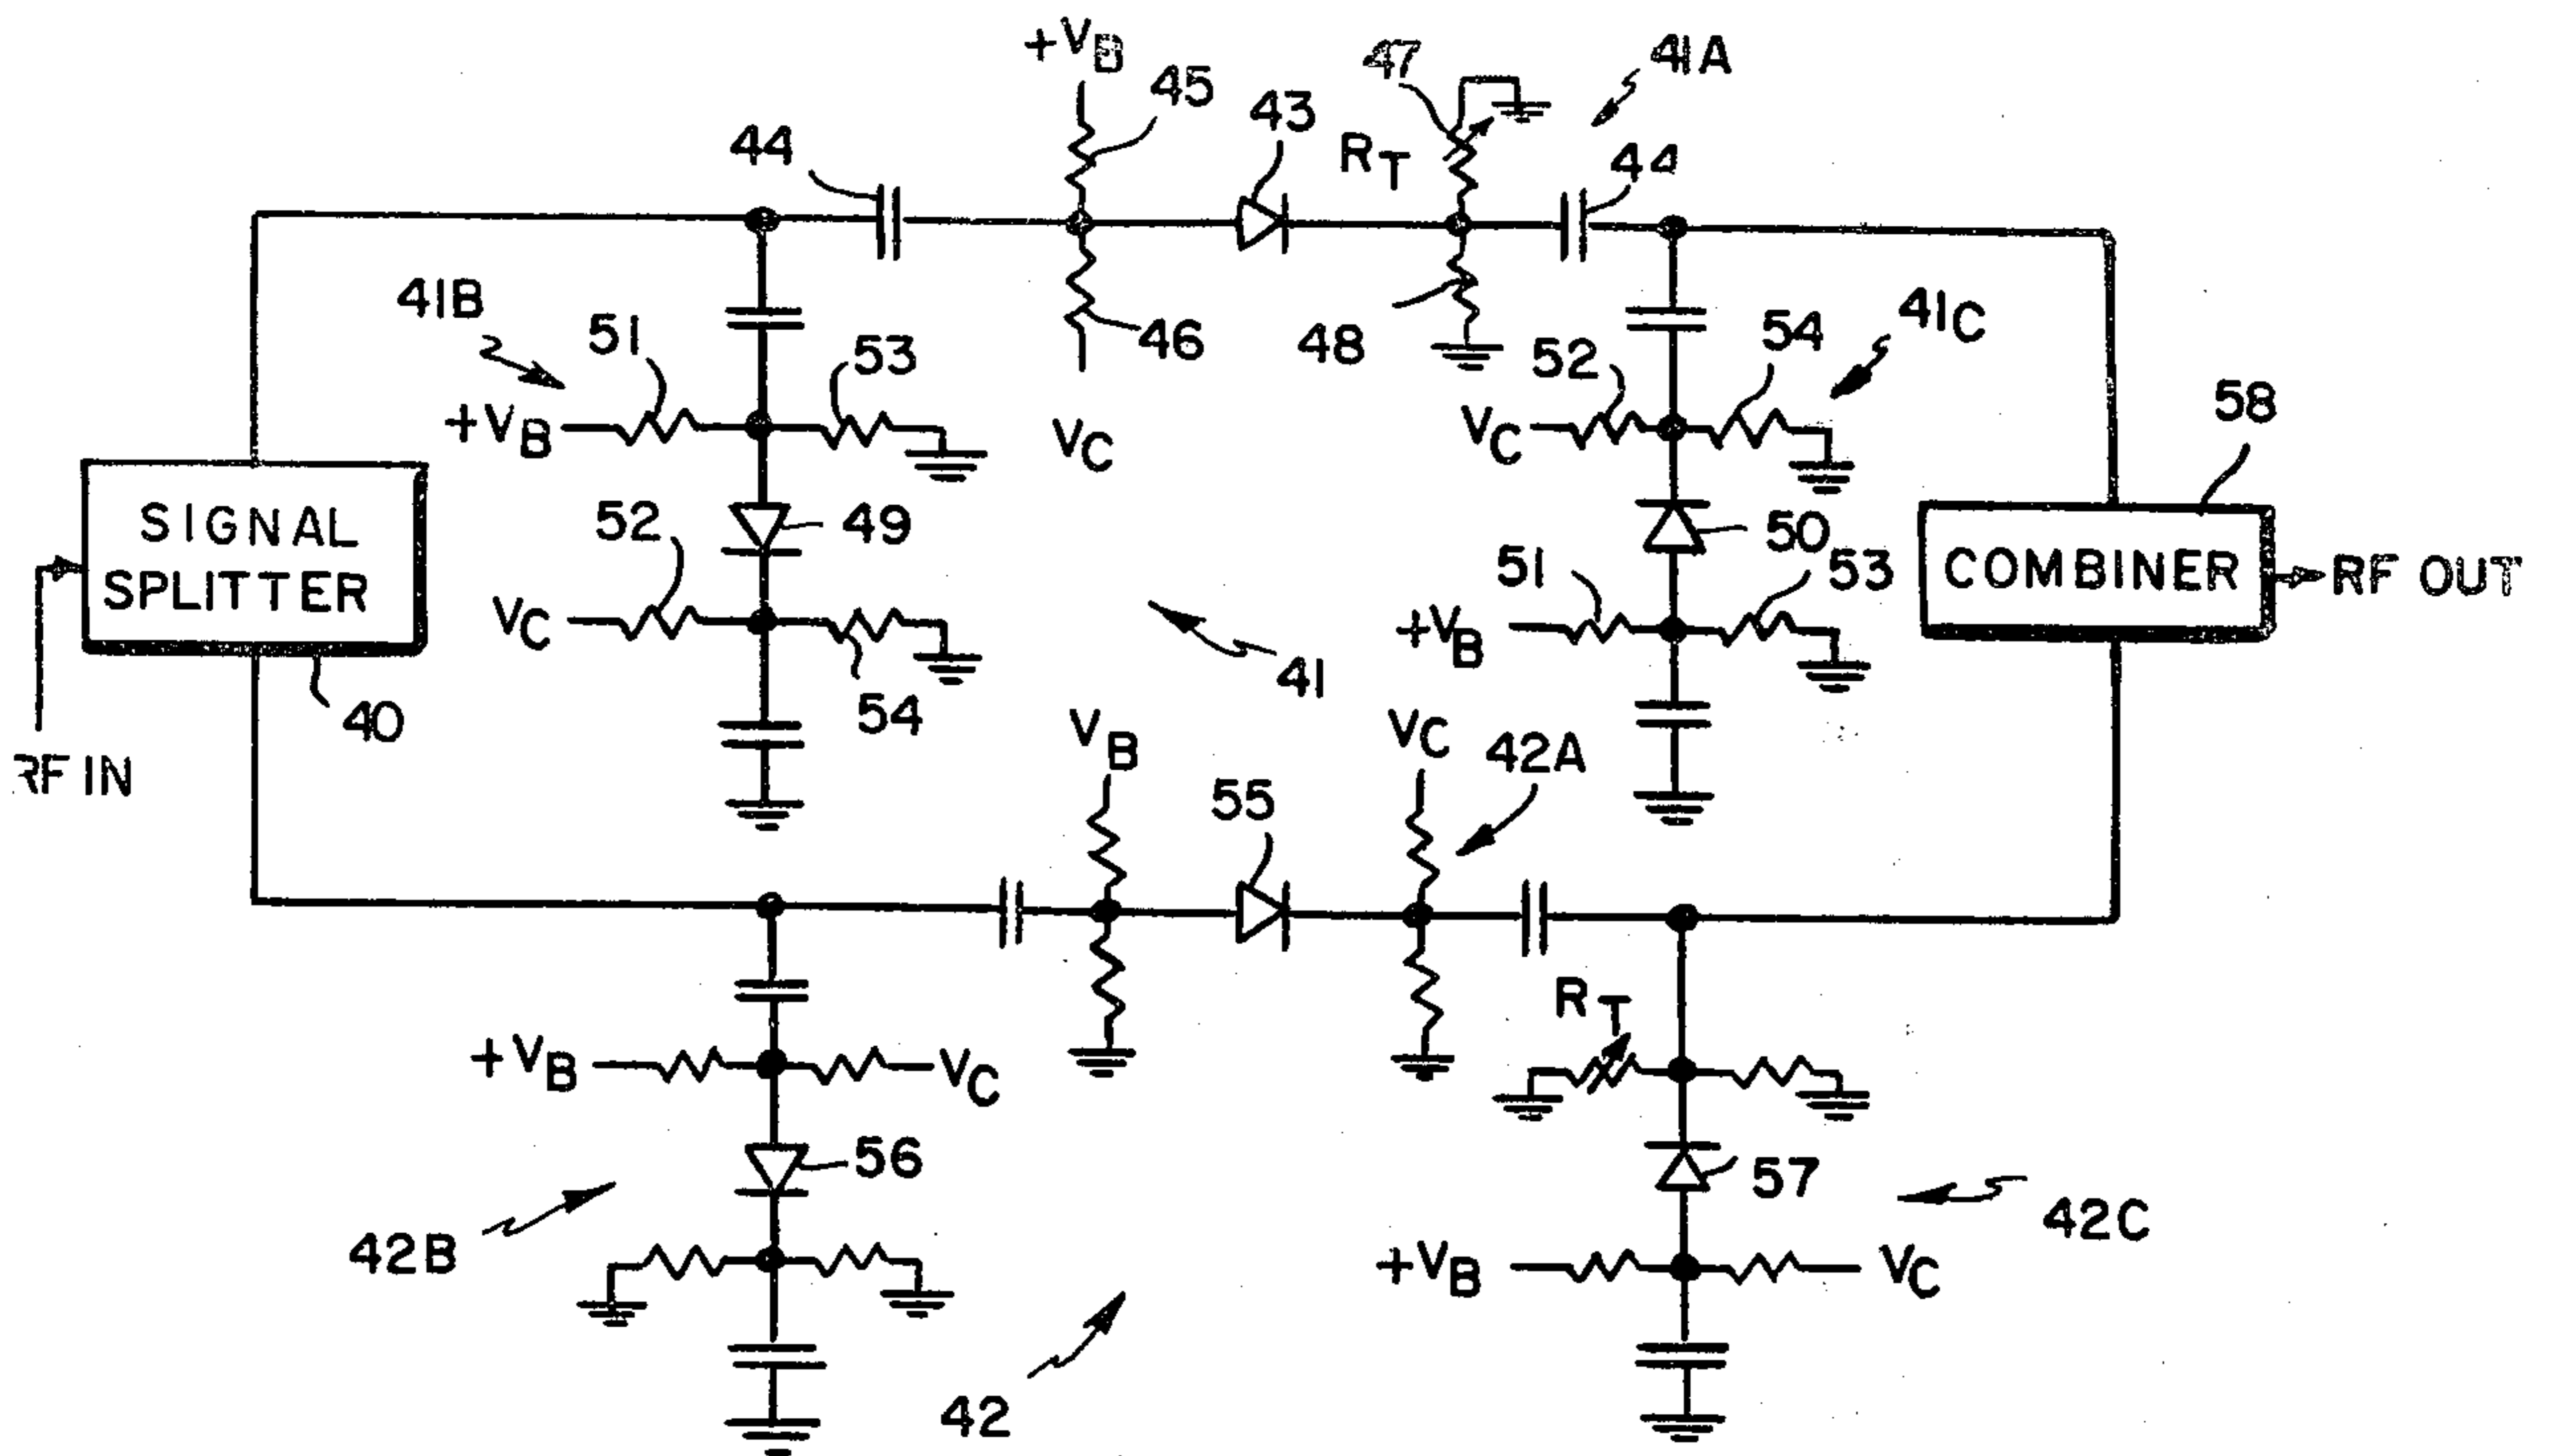 +VB
45
47
41A
43
44
RT
44
41B
51
53
46
48
52
54
41C
58
+VB
VC
VC
SIGNAL
SPLITTER
52
49
50
COMBINER
RF OUT
51
53
VC
+VB
40
54
41
RF IN
VB
VC
42A
55
RT
+VB
VC
56
57
42B
42C
+VB
VC
42